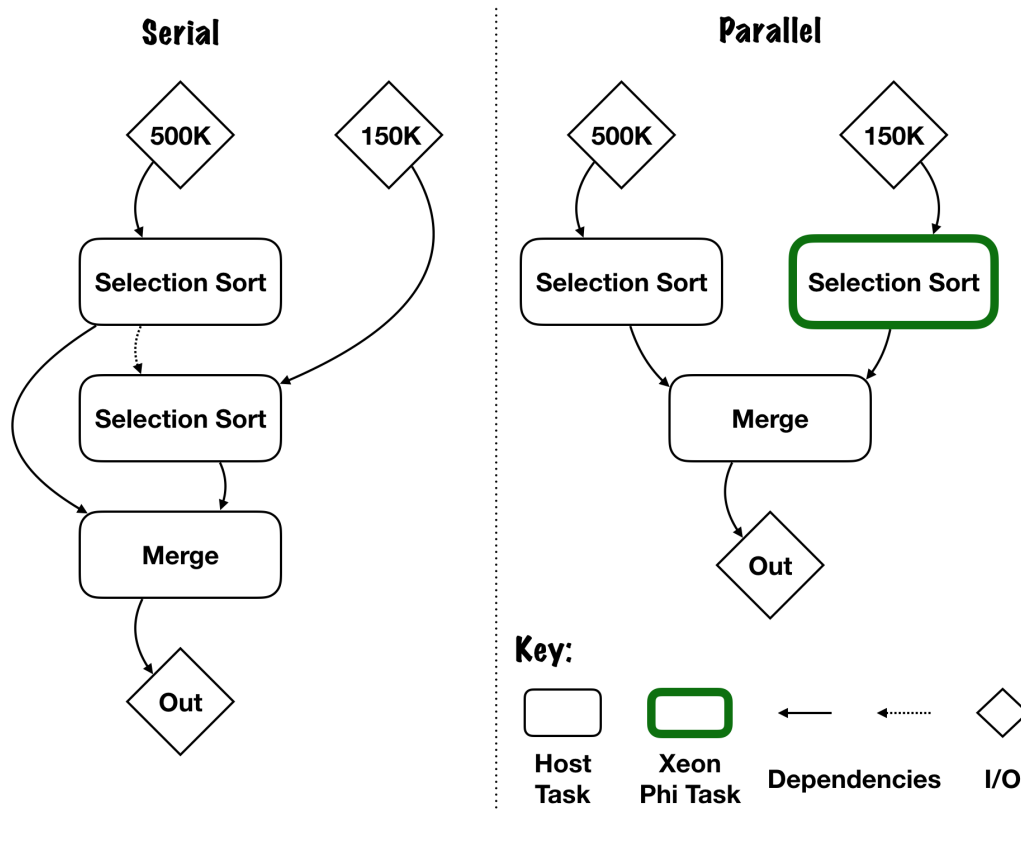 Serial
500K
150K
Selection Sort
Selection Sort
Merge
Out
Parallel
500K
150K
Selection Sort
Selection Sort
Merge
Out
Key:
Host
Task
Xeon
Phi Task
Dependencies
I/O